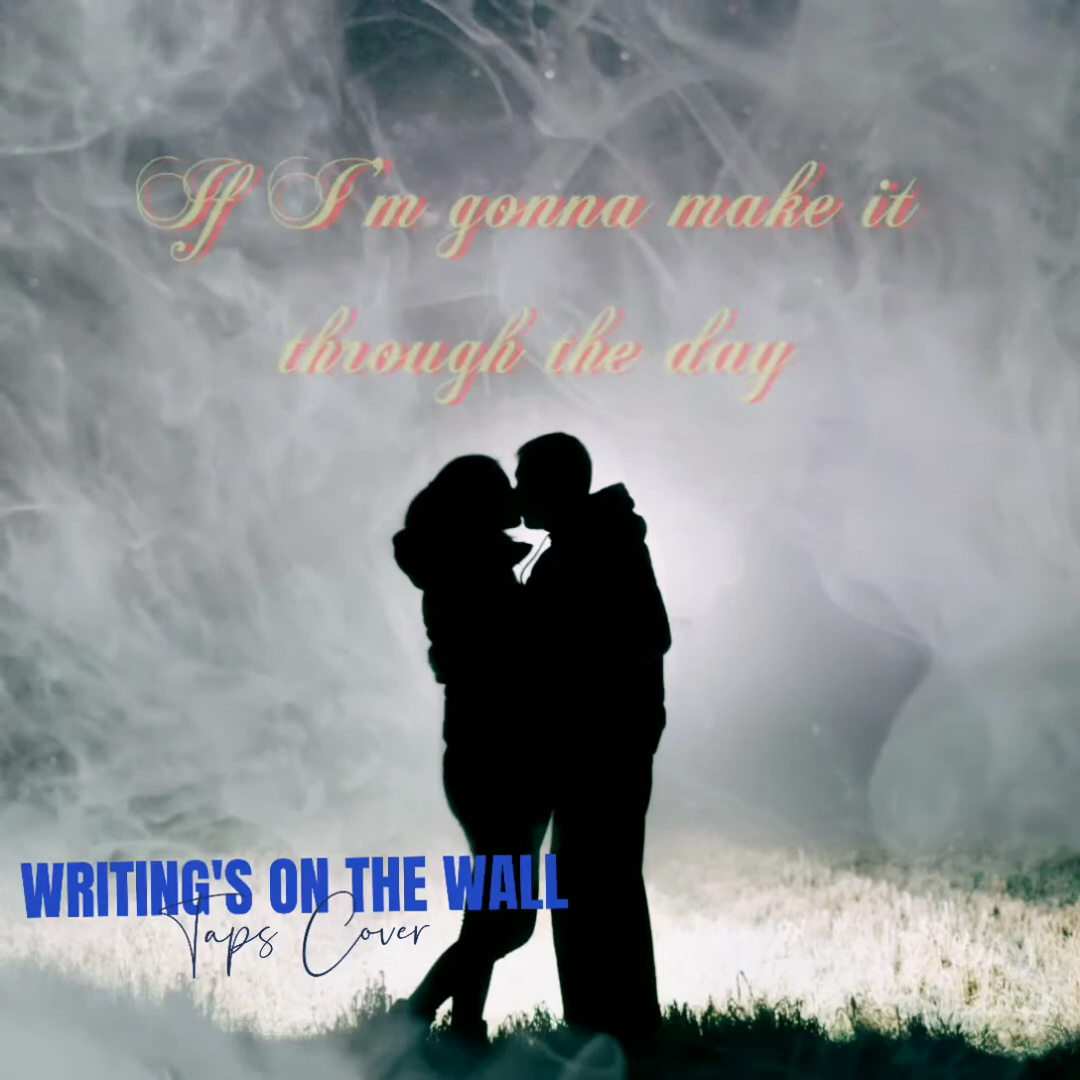 If I'm gonna make it
through the day
WRITING'S ON THE WALL
Taps Cover